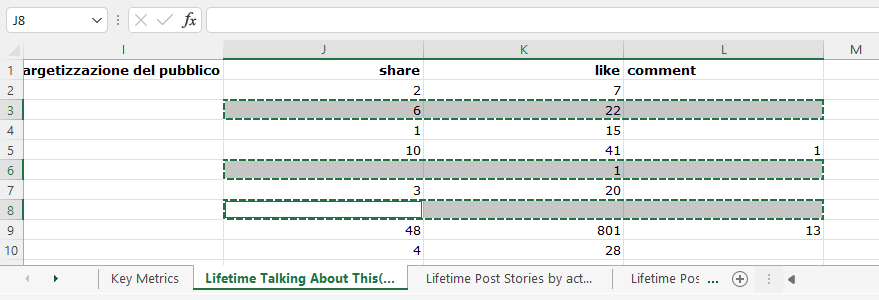 J8 fx
I J K L M
1 argetizzazione del pubblico share like comment
2 2 7
3 6 22
4 1 15
5 10 41 1
6 1
7 3 20
8
9 48 801 13
10 4 28
Key Metrics Lifetime Talking About This(... Lifetime Post Stories by act... Lifetime Pos ...